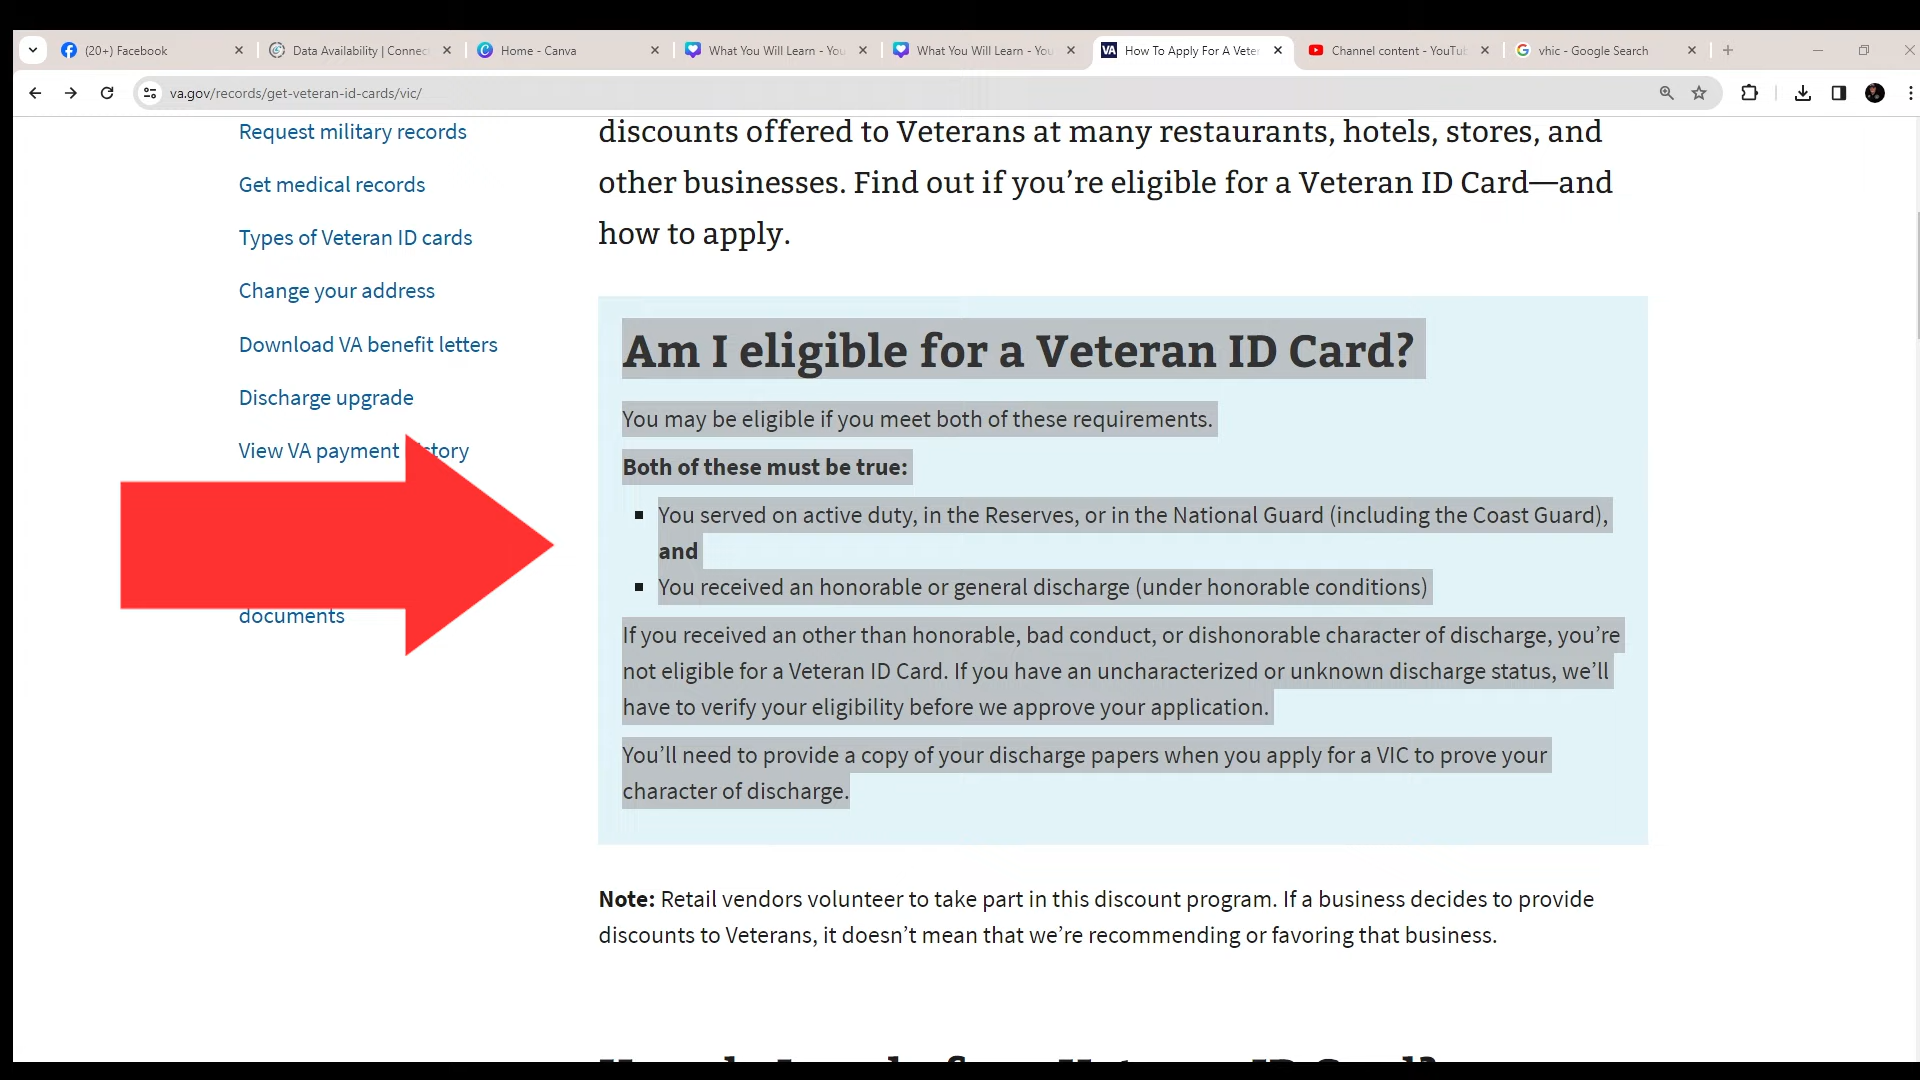 (20+) Facebook
Data Availability | Connec
Home - Canva
What You Will Learn - You
What You Will Learn - You
How To Apply For A Veter
Channel content - YouTu
vhic - Google Search
va.gov/records/get-veteran-id-cards/vic/
Request military records
Get medical records
Types of Veteran ID cards
Change your address
Download VA benefit letters
Discharge upgrade
View VA payment history
documents
discounts offered to Veterans at many restaurants, hotels, stores, and
other businesses. Find out if you’re eligible for a Veteran ID Card—and
how to apply.
Am I eligible for a Veteran ID Card?
You may be eligible if you meet both of these requirements.
Both of these must be true:
You served on active duty, in the Reserves, or in the National Guard (including the Coast Guard),
and
You received an honorable or general discharge (under honorable conditions)
If you received an other than honorable, bad conduct, or dishonorable character of discharge, you’re
not eligible for a Veteran ID Card. If you have an uncharacterized or unknown discharge status, we’ll
have to verify your eligibility before we approve your application.
You’ll need to provide a copy of your discharge papers when you apply for a VIC to prove your
character of discharge.
Note: Retail vendors volunteer to take part in this discount program. If a business decides to provide
discounts to Veterans, it doesn’t mean that we’re recommending or favoring that business.